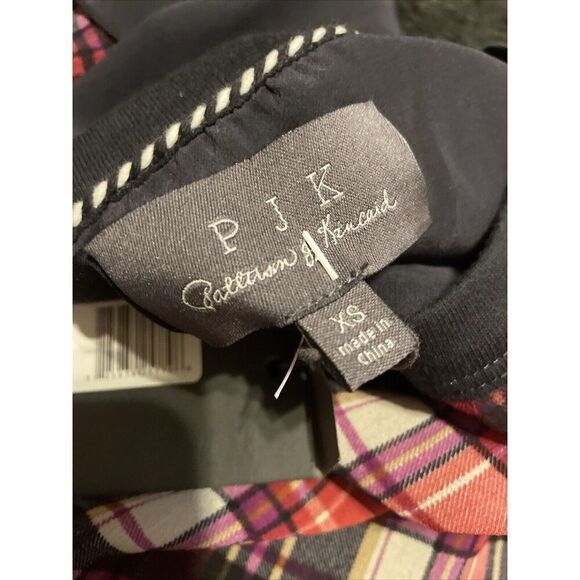 P J K
Patterson J Kincaid
XS
made in
China